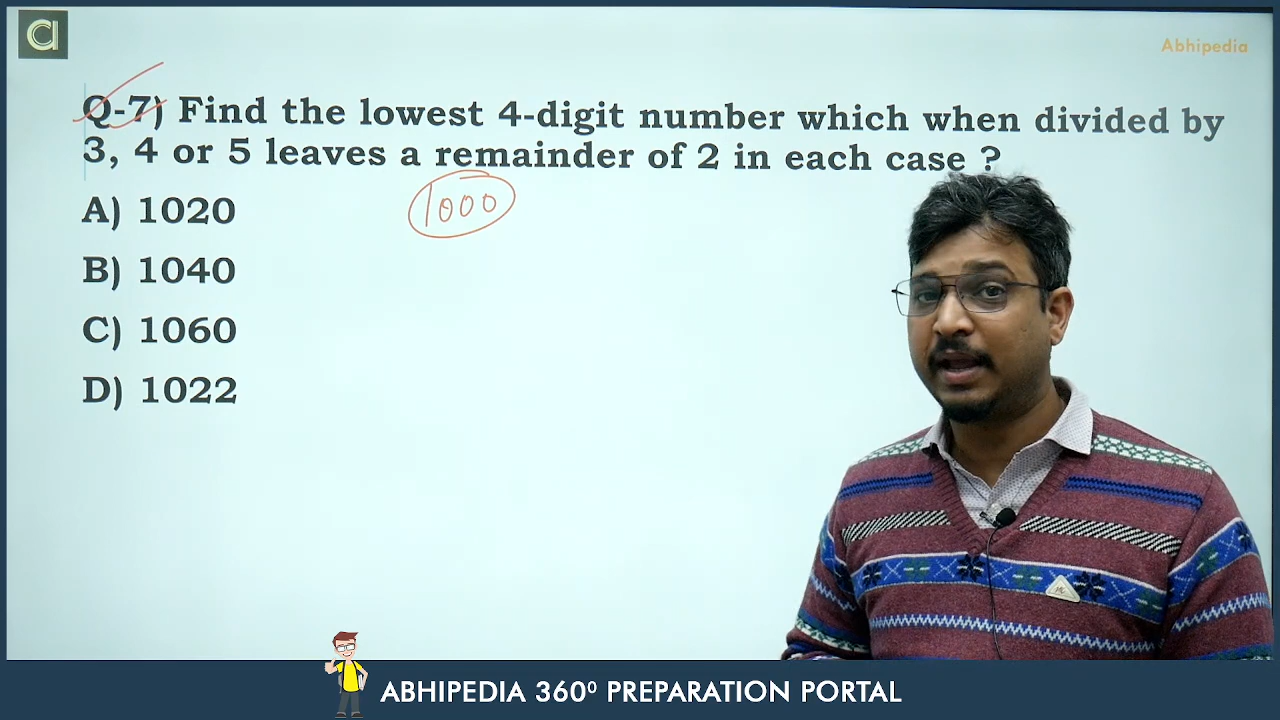 Abhipedia
Q-7) Find the lowest 4-digit number which when divided by
3, 4 or 5 leaves a remainder of 2 in each case ?
A) 1020
1000
B) 1040
C) 1060
D) 1022
ABHIPEDIA 360⁰ PREPARATION PORTAL